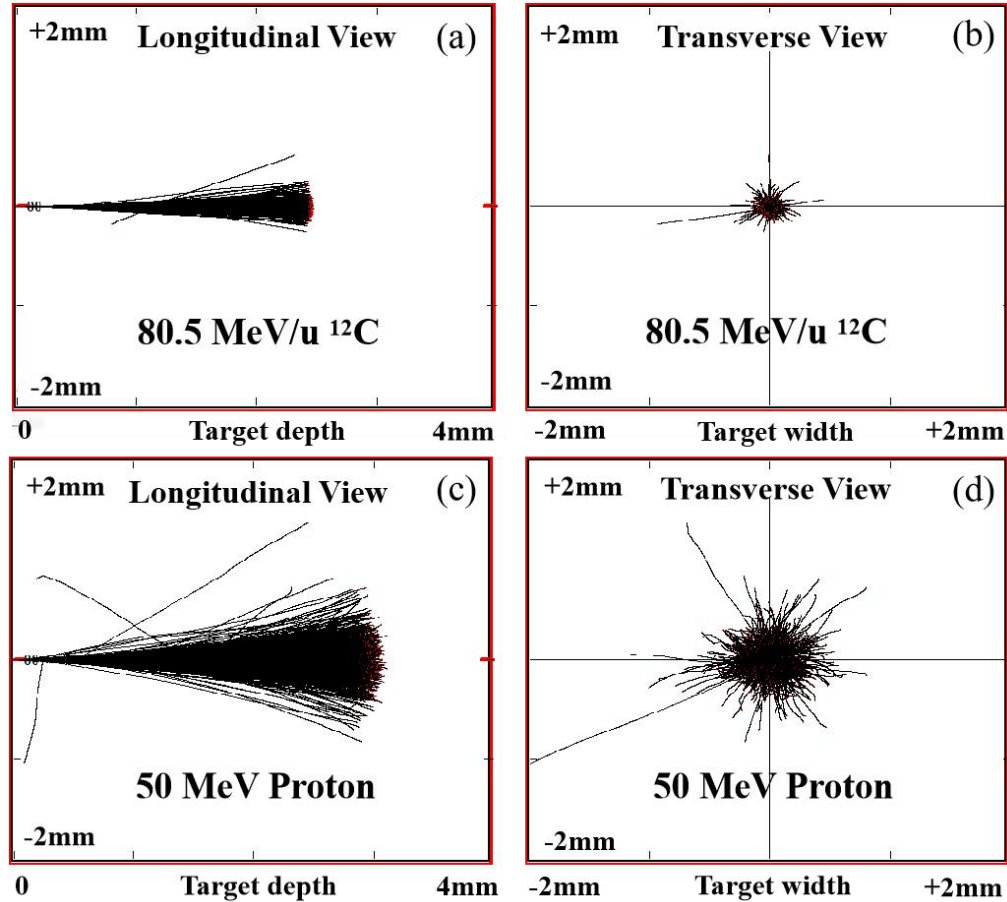 +2mm Longitudinal View (a)
80.5 MeV/u ¹²C
-2mm
0 Target depth 4mm
+2mm Transverse View (b)
80.5 MeV/u ¹²C
-2mm
-2mm Target width +2mm
+2mm Longitudinal View (c)
50 MeV Proton
-2mm
0 Target depth 4mm
+2mm Transverse View (d)
50 MeV Proton
-2mm
-2mm Target width +2mm